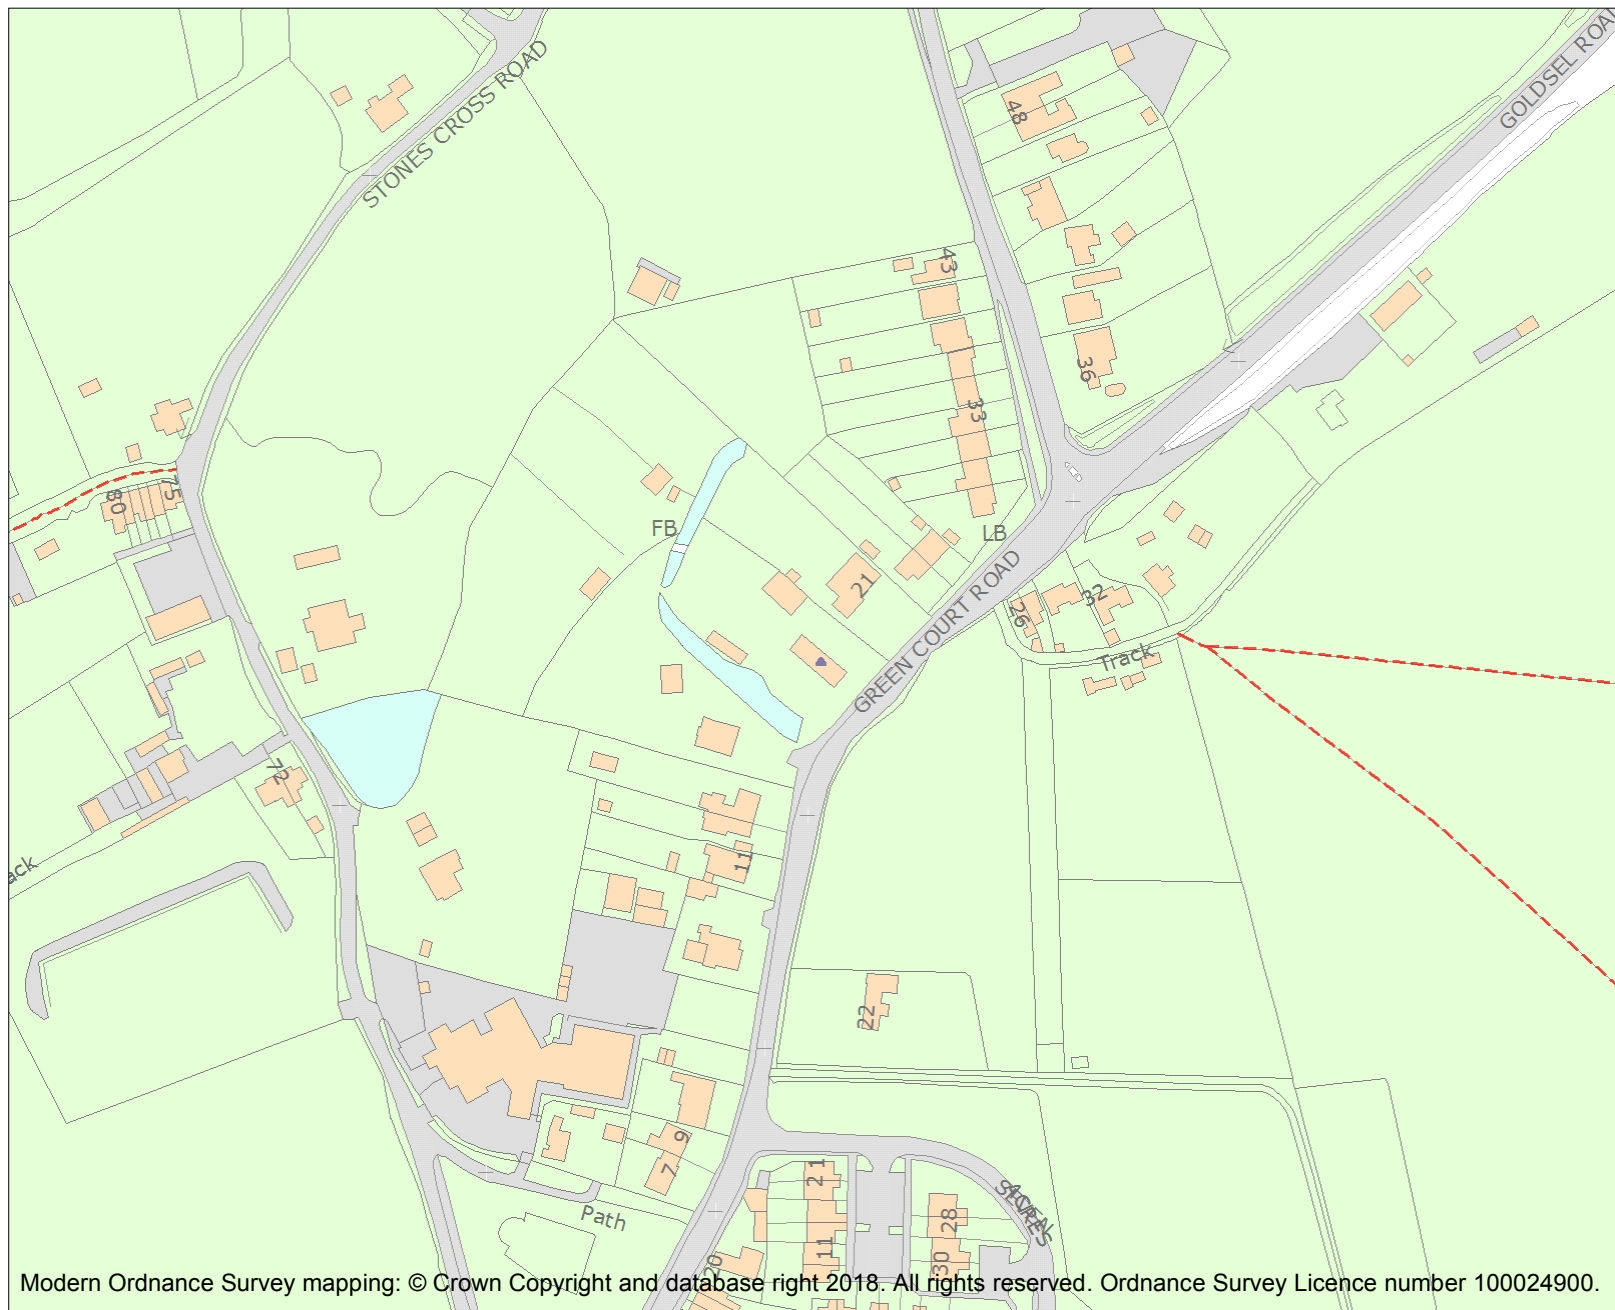 STONES CROSS ROAD
GOLDSEL ROAD
48
43
36
33
75
80
FB
LB
21
GREEN COURT ROAD
26
32
Track
72
11
22
9
7
Path
21
28
11
30
20
Modern Ordnance Survey mapping: © Crown Copyright and database right 2018. All rights reserved. Ordnance Survey Licence number 100024900.